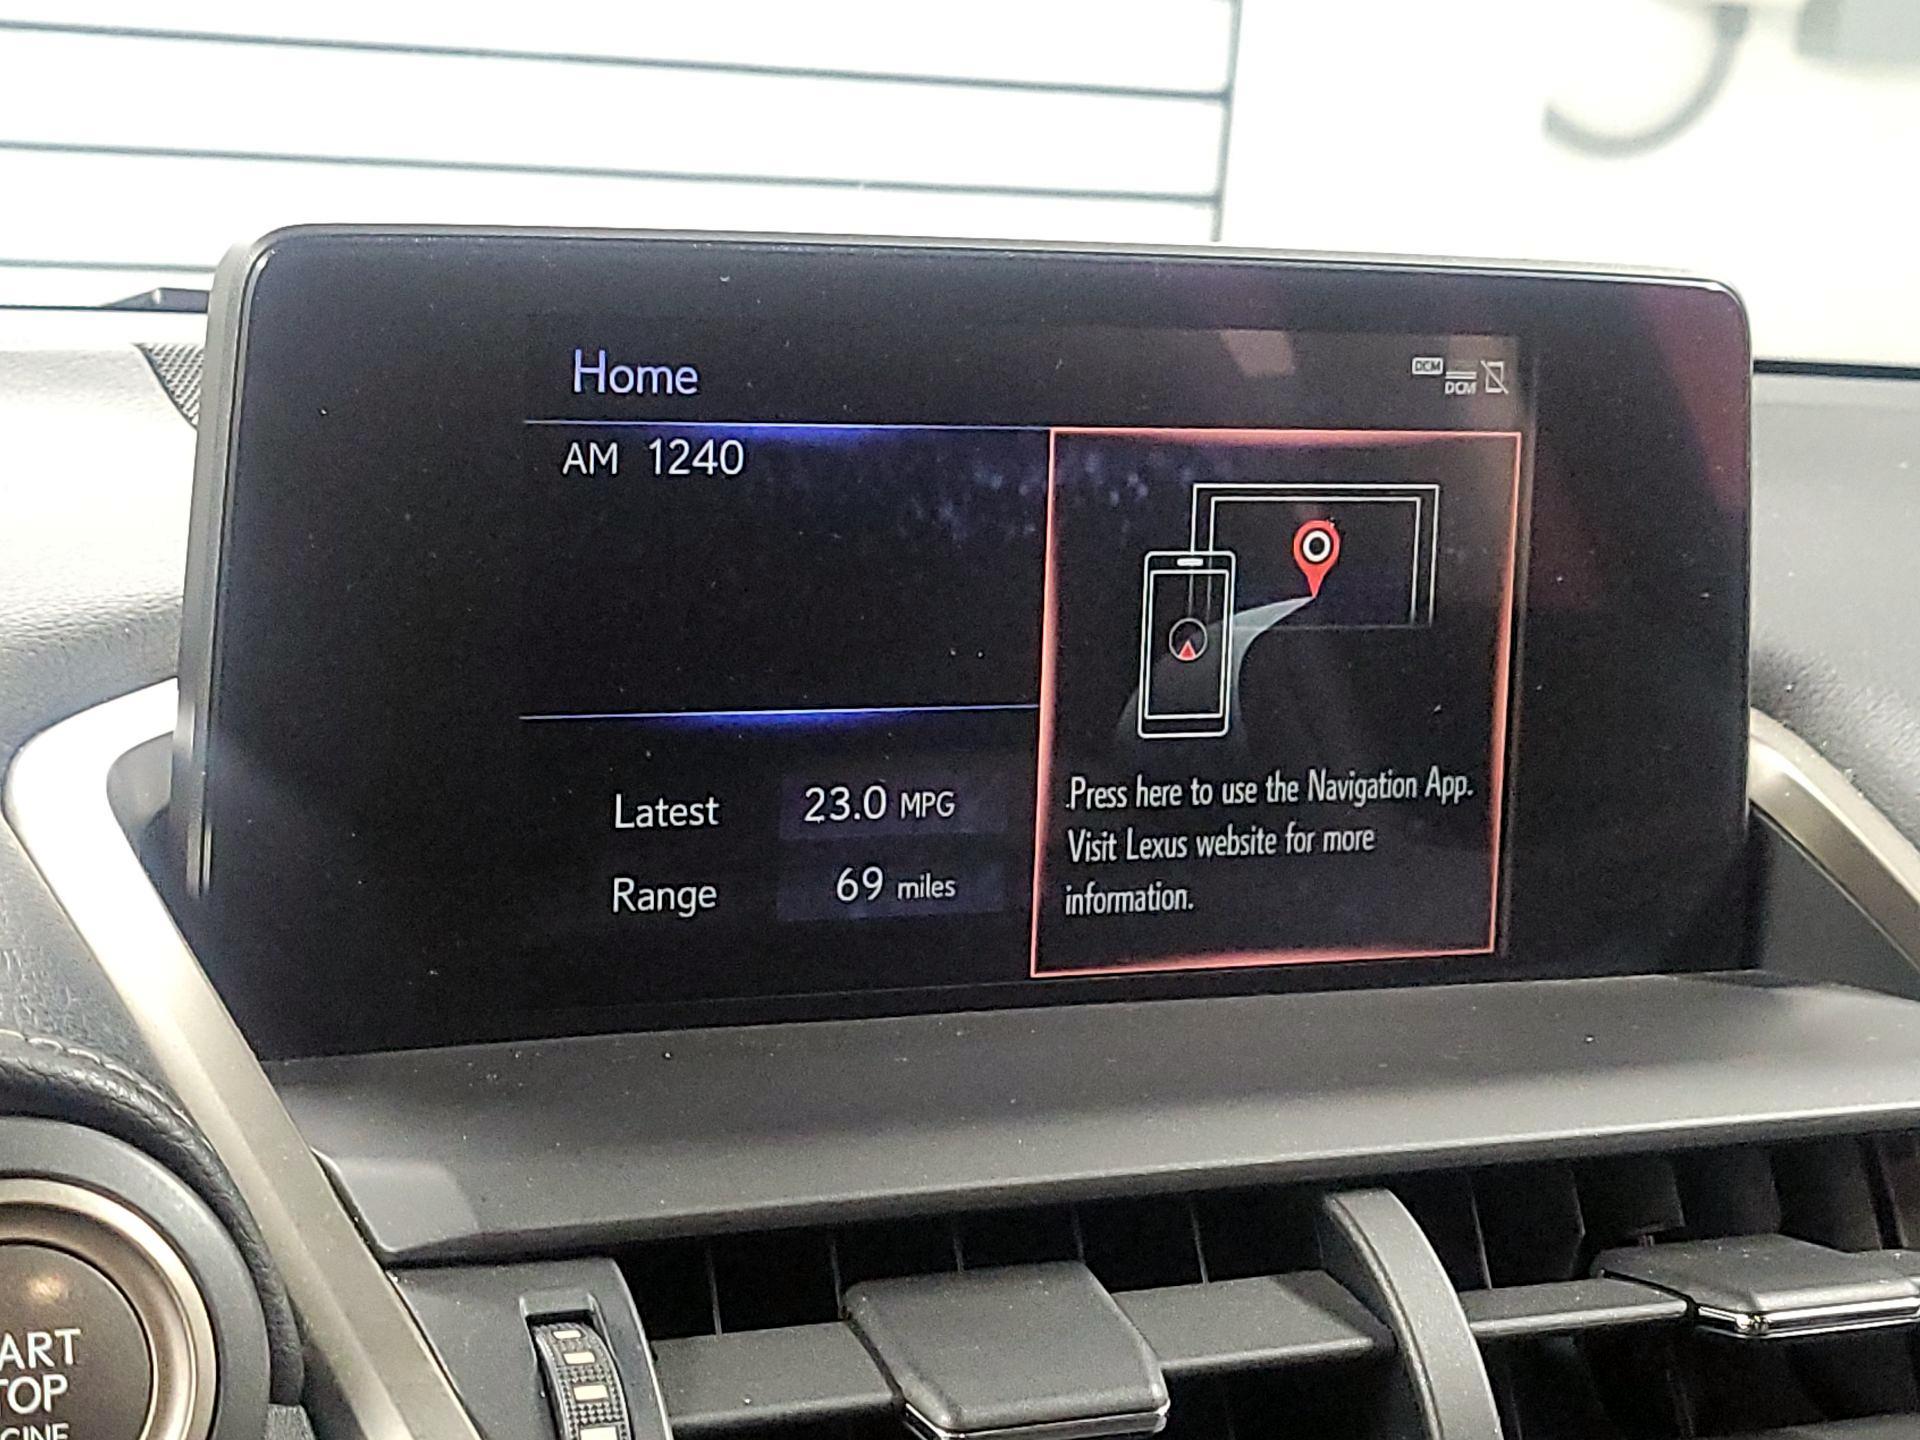 Home
DCM
DCM
AM 1240
Latest 23.0 MPG
Range 69 miles
Press here to use the Navigation App.
Visit Lexus website for more
information.
ART
TOP
GINE